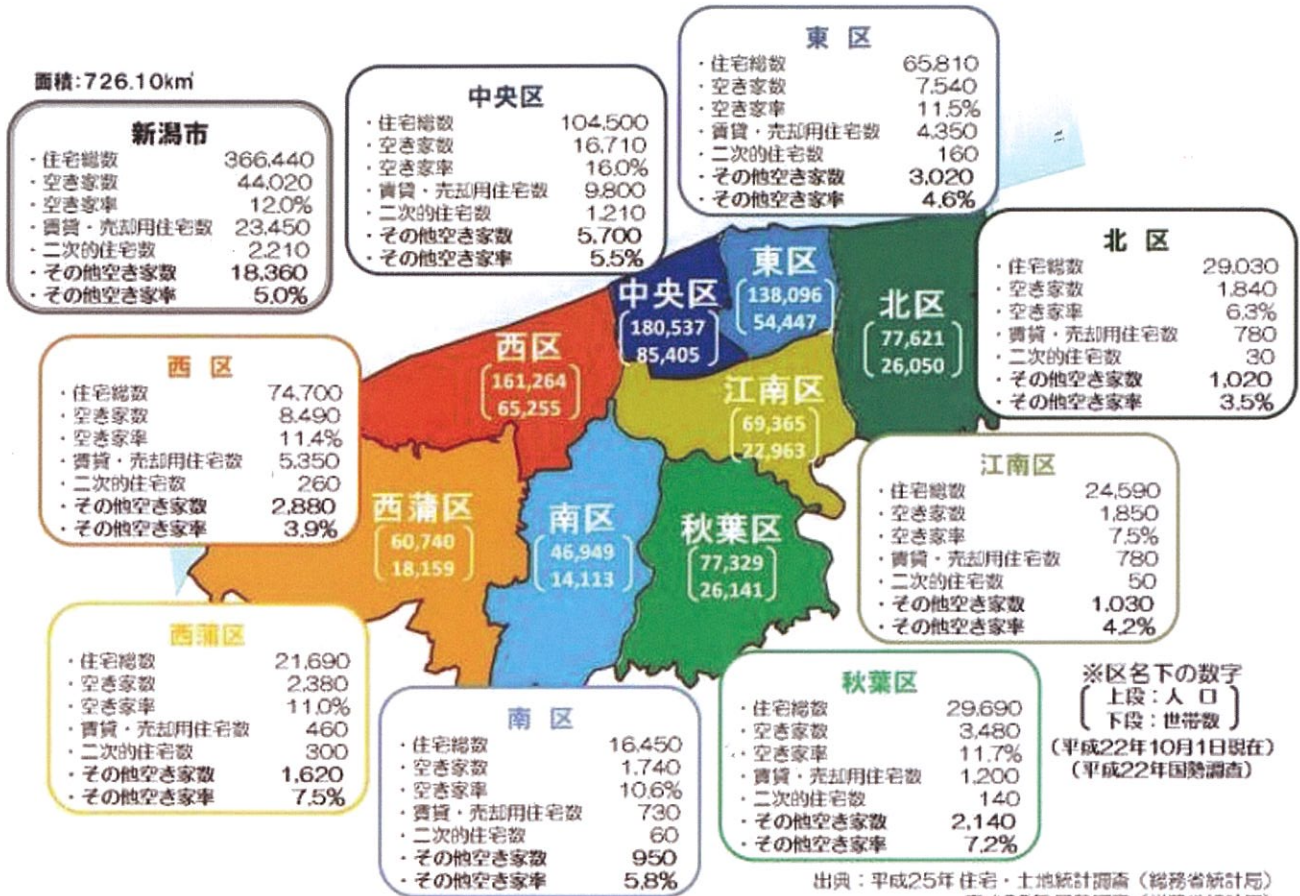 面積:726.10k㎡
新潟市
・住宅総数 366,440
・空き家数 44,020
・空き家率 12.0%
・賃貸・売却用住宅数 23,450
・二次的住宅数 2,210
・その他空き家数 18,360
・その他空き家率 5.0%
中央区
・住宅総数 104,500
・空き家数 16,710
・空き家率 16.0%
・賃貸・売却用住宅数 9,800
・二次的住宅数 1,210
・その他空き家数 5,700
・その他空き家率 5.5%
東 区
・住宅総数 65,810
・空き家数 7,540
・空き家率 11.5%
・賃貸・売却用住宅数 4,350
・二次的住宅数 160
・その他空き家数 3,020
・その他空き家率 4.6%
北 区
・住宅総数 29,030
・空き家数 1,840
・空き家率 6.3%
・賃貸・売却用住宅数 780
・二次的住宅数 30
・その他空き家数 1,020
・その他空き家率 3.5%
中央区
180,537
85,405
東区
138,096
54,447
北区
77,621
26,050
西区
161,264
65,255
江南区
69,365
22,963
西蒲区
60,740
18,159
南区
46,949
14,113
秋葉区
77,329
26,141
西 区
・住宅総数 74,700
・空き家数 8,490
・空き家率 11.4%
・賃貸・売却用住宅数 5,350
・二次的住宅数 260
・その他空き家数 2,880
・その他空き家率 3.9%
江南区
・住宅総数 24,590
・空き家数 1,850
・空き家率 7.5%
・賃貸・売却用住宅数 780
・二次的住宅数 50
・その他空き家数 1,030
・その他空き家率 4.2%
西蒲区
・住宅総数 21,690
・空き家数 2,380
・空き家率 11.0%
・賃貸・売却用住宅数 460
・二次的住宅数 300
・その他空き家数 1,620
・その他空き家率 7.5%
南 区
・住宅総数 16,450
・空き家数 1,740
・空き家率 10.6%
・賃貸・売却用住宅数 730
・二次的住宅数 60
・その他空き家数 950
・その他空き家率 5.8%
秋葉区
・住宅総数 29,690
・空き家数 3,480
・空き家率 11.7%
・賃貸・売却用住宅数 1,200
・二次的住宅数 140
・その他空き家数 2,140
・その他空き家率 7.2%
※区名下の数字
上段:人 口
下段:世帯数
(平成22年10月1日現在)
(平成22年国勢調査)
出典:平成25年 住宅・土地統計調査(総務省統計局)